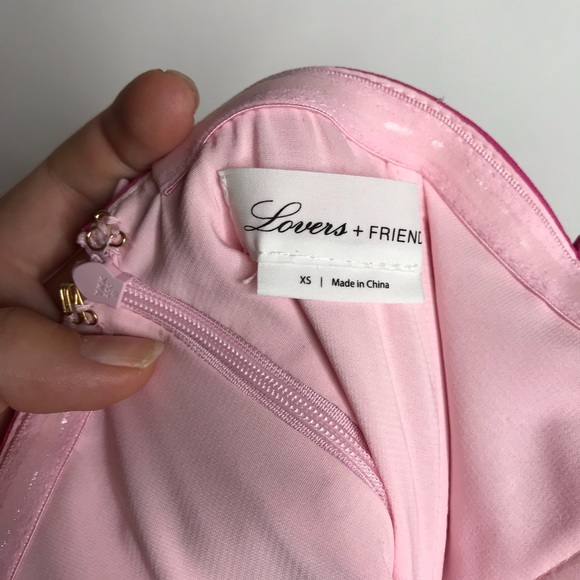 Lovers + FRIEND
XS | Made in China